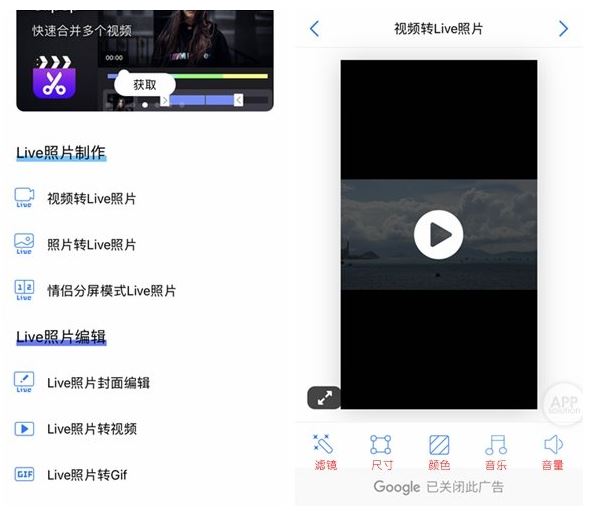 快速合并多个视频
00:00
获取
Live照片制作
LIVE
视频转Live照片
LIVE
照片转Live照片
1 2
LIVE
情侣分屏模式Live照片
Live照片编辑
LIVE
Live照片封面编辑
Live照片转视频
GIF
Live照片转Gif
视频转Live照片
APP
solution
滤镜
尺寸
颜色
音乐
音量
Google 已关闭此广告